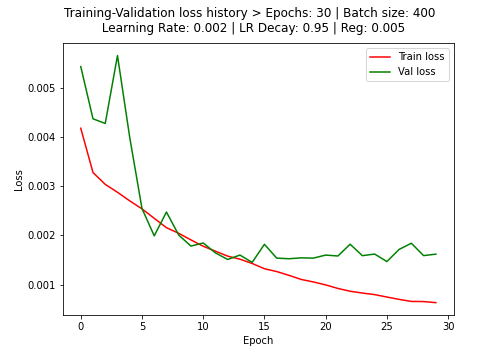 Training-Validation loss history > Epochs: 30 | Batch size: 400
Learning Rate: 0.002 | LR Decay: 0.95 | Reg: 0.005
Train loss
Val loss
0.005
0.004
0.003
0.002
0.001
Loss
0 5 10 15 20 25 30
Epoch